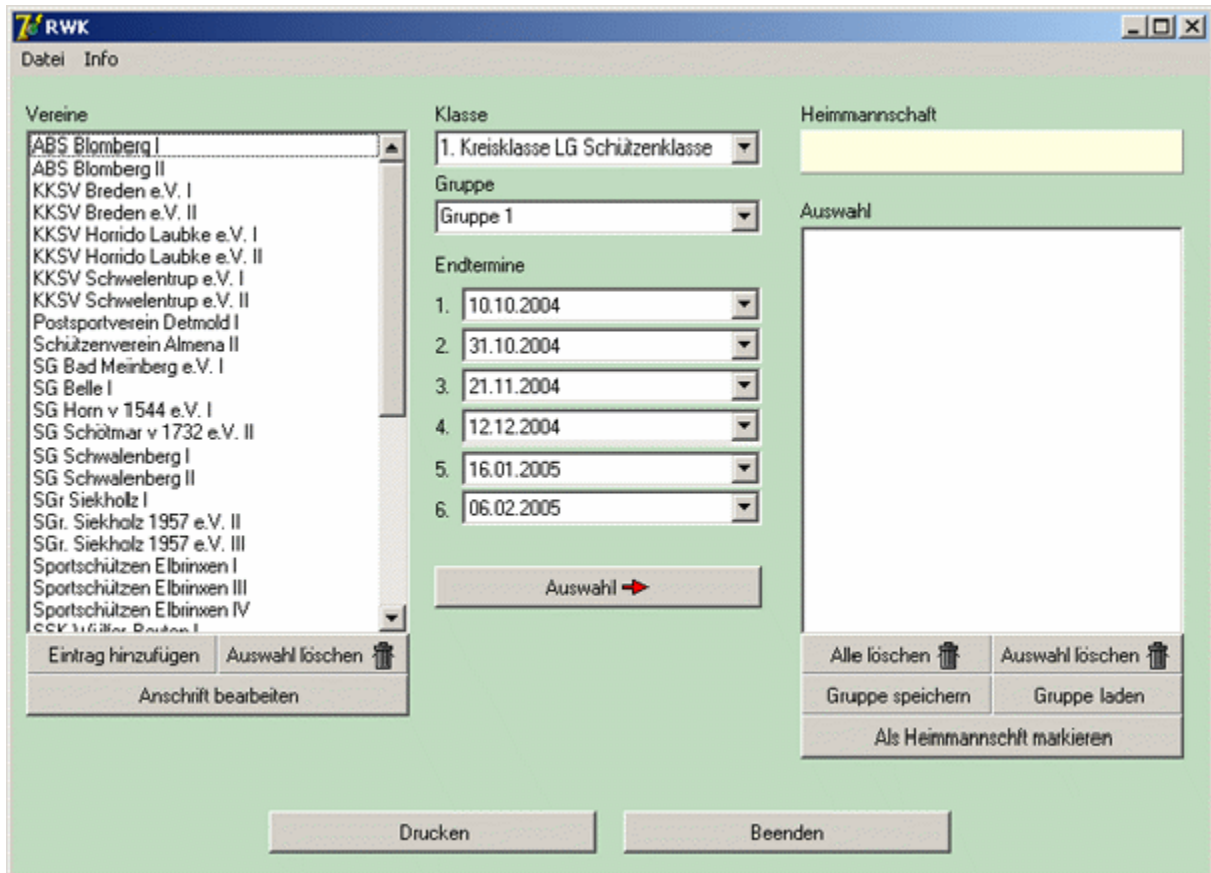 RWK
Datei Info
Vereine
ABS Blomberg I
ABS Blomberg II
KKSV Breden e.V. I
KKSV Breden e.V. II
KKSV Horrido Laubke e.V. I
KKSV Horrido Laubke e.V. II
KKSV Schwelentrup e.V. I
KKSV Schwelentrup e.V. II
Postsportverein Detmold I
Schützenverein Almena II
SG Bad Meinberg e.V. I
SG Belle I
SG Horn v 1544 e.V. I
SG Schötmar v 1732 e.V. II
SG Schwalenberg I
SG Schwalenberg II
SGr Siekholz I
SGr. Siekholz 1957 e.V. II
SGr. Siekholz 1957 e.V. III
Sportschützen Elbrinxen I
Sportschützen Elbrinxen III
Sportschützen Elbrinxen IV
Eintrag hinzufügen Auswahl löschen
Anschrift bearbeiten
Klasse
1. Kreisklasse LG Schützenklasse
Gruppe
Gruppe 1
Endtermine
1. 10.10.2004
2. 31.10.2004
3. 21.11.2004
4. 12.12.2004
5. 16.01.2005
6. 06.02.2005
Auswahl
Heimmannschaft
Auswahl
Alle löschen Auswahl löschen
Gruppe speichern Gruppe laden
Als Heimmannschft markieren
Drucken Beenden